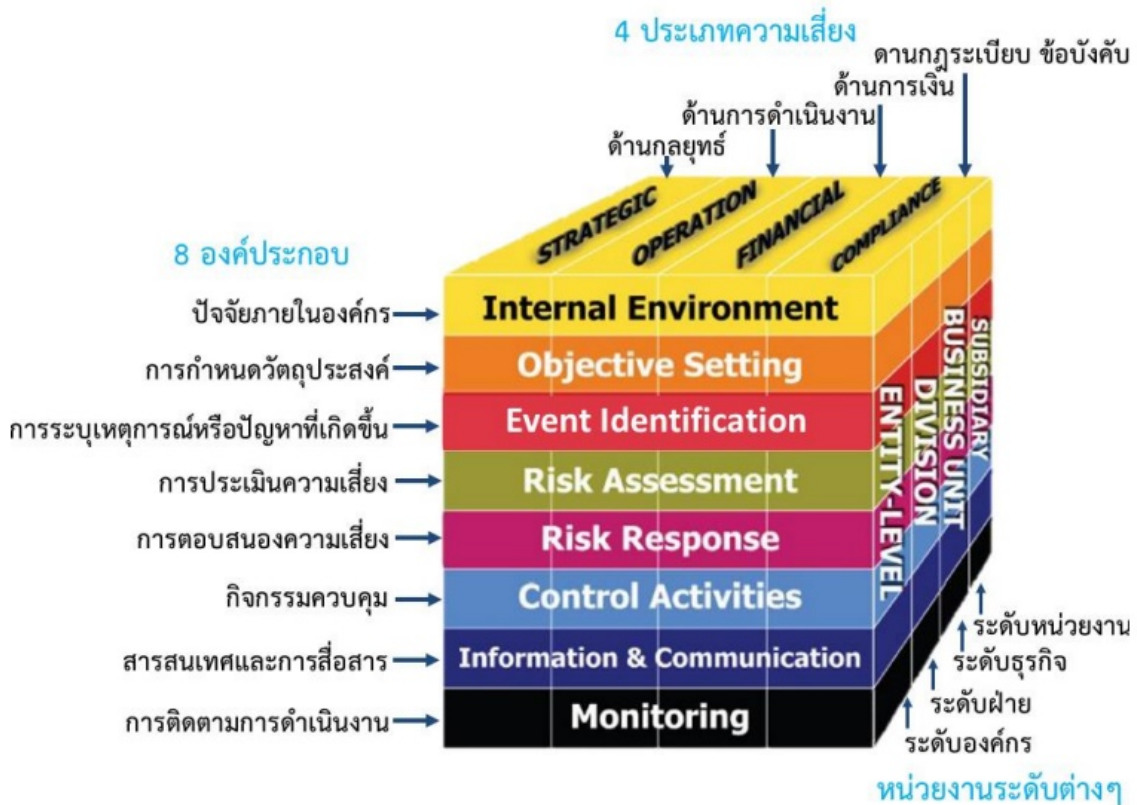 4 ประเภทความเสี่ยง
ดานกฎระเบียบ ข้อบังคับ
ด้านการเงิน
ด้านการดำเนินงาน
ด้านกลยุทธ์
STRATEGIC
OPERATION
FINANCIAL
COMPLIANCE
8 องค์ประกอบ
ปัจจัยภายในองค์กร
Internal Environment
การกำหนดวัตถุประสงค์
Objective Setting
การระบุเหตุการณ์หรือปัญหาที่เกิดขึ้น
Event Identification
การประเมินความเสี่ยง
Risk Assessment
การตอบสนองความเสี่ยง
Risk Response
กิจกรรมควบคุม
Control Activities
สารสนเทศและการสื่อสาร
Information & Communication
การติดตามการดำเนินงาน
Monitoring
ENTITY-LEVEL
DIVISION
BUSINESS UNIT
SUBSIDIARY
ระดับหน่วยงาน
ระดับธุรกิจ
ระดับฝ่าย
ระดับองค์กร
หน่วยงานระดับต่างๆ